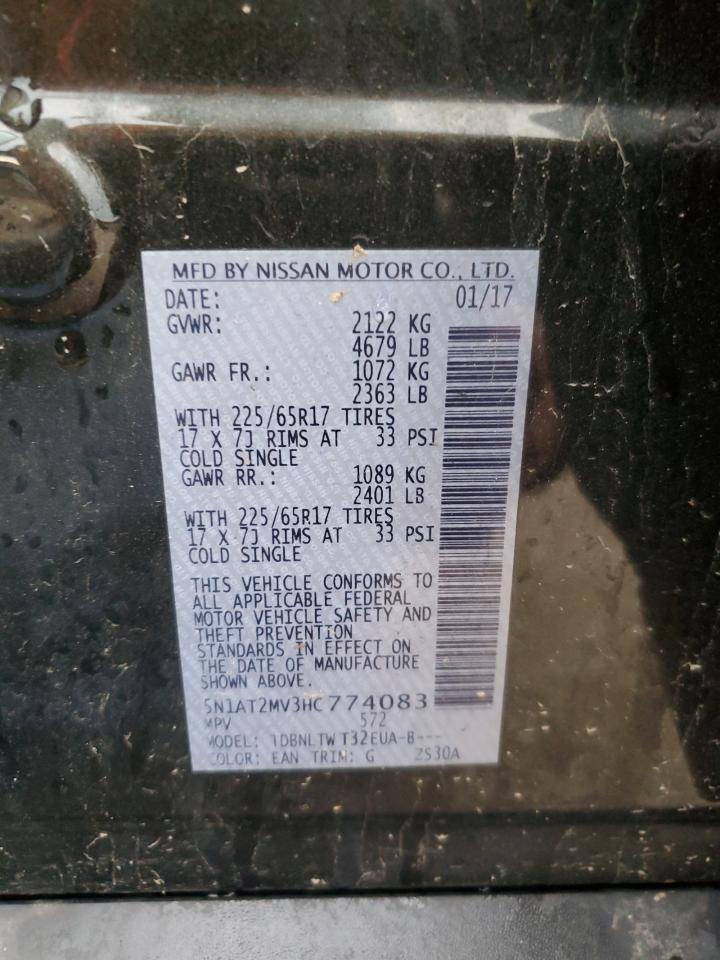 MFD BY NISSAN MOTOR CO., LTD.
DATE: 01/17
GVWR: 2122 KG
4679 LB
GAWR FR.: 1072 KG
2363 LB
WITH 225/65R17 TIRES
17 X 7J RIMS AT 33 PSI
COLD SINGLE
GAWR RR.: 1089 KG
2401 LB
WITH 225/65R17 TIRES
17 X 7J RIMS AT 33 PSI
COLD SINGLE
THIS VEHICLE CONFORMS TO
ALL APPLICABLE FEDERAL
MOTOR VEHICLE SAFETY AND
THEFT PREVENTION
STANDARDS IN EFFECT ON
THE DATE OF MANUFACTURE
SHOWN ABOVE.
5N1AT2MV3HC774083
MPV 572
MODEL: TDBNLTWT32EUA-B---
COLOR: EAN TRIM: G 2S30A